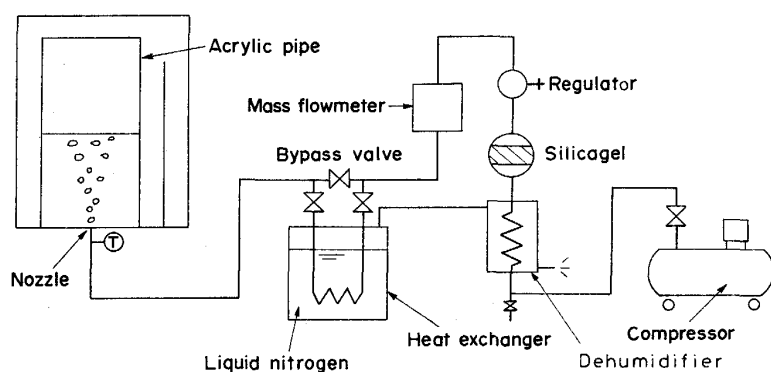 Acrylic pipe
Mass flowmeter
Regulator
Bypass valve
Silicagel
T
Nozzle
Heat exchanger
Compressor
Liquid nitrogen
Dehumidifier